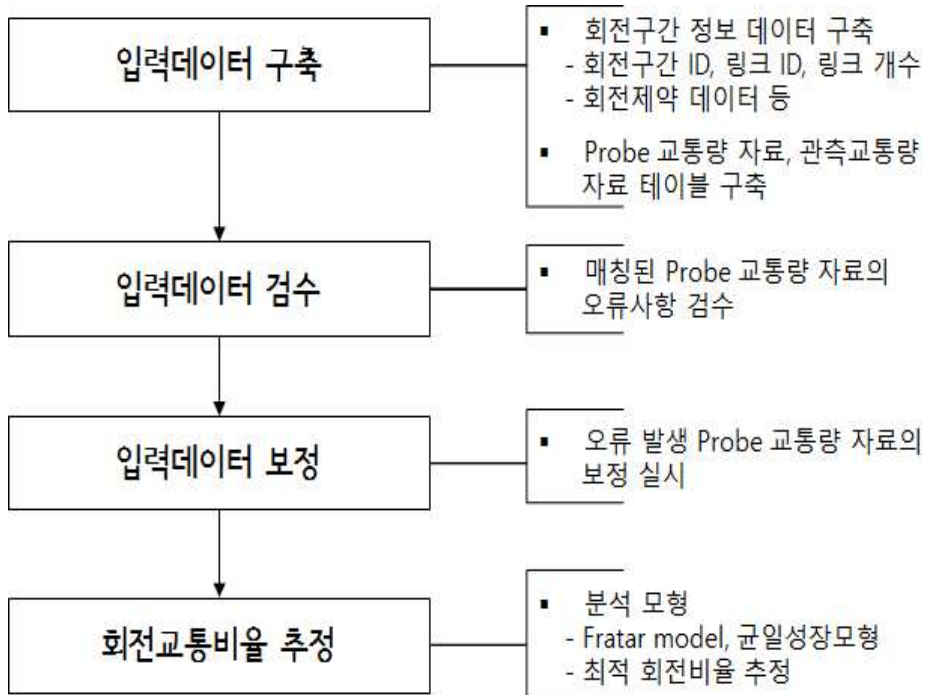 입력데이터 구축
▪ 회전구간 정보 데이터 구축
- 회전구간 ID, 링크 ID, 링크 개수
- 회전제약 데이터 등
▪ Probe 교통량 자료, 관측교통량
자료 테이블 구축
입력데이터 검수
▪ 매칭된 Probe 교통량 자료의
오류사항 검수
입력데이터 보정
▪ 오류 발생 Probe 교통량 자료의
보정 실시
회전교통비율 추정
▪ 분석 모형
- Fratar model, 균일성장모형
- 최적 회전비율 추정